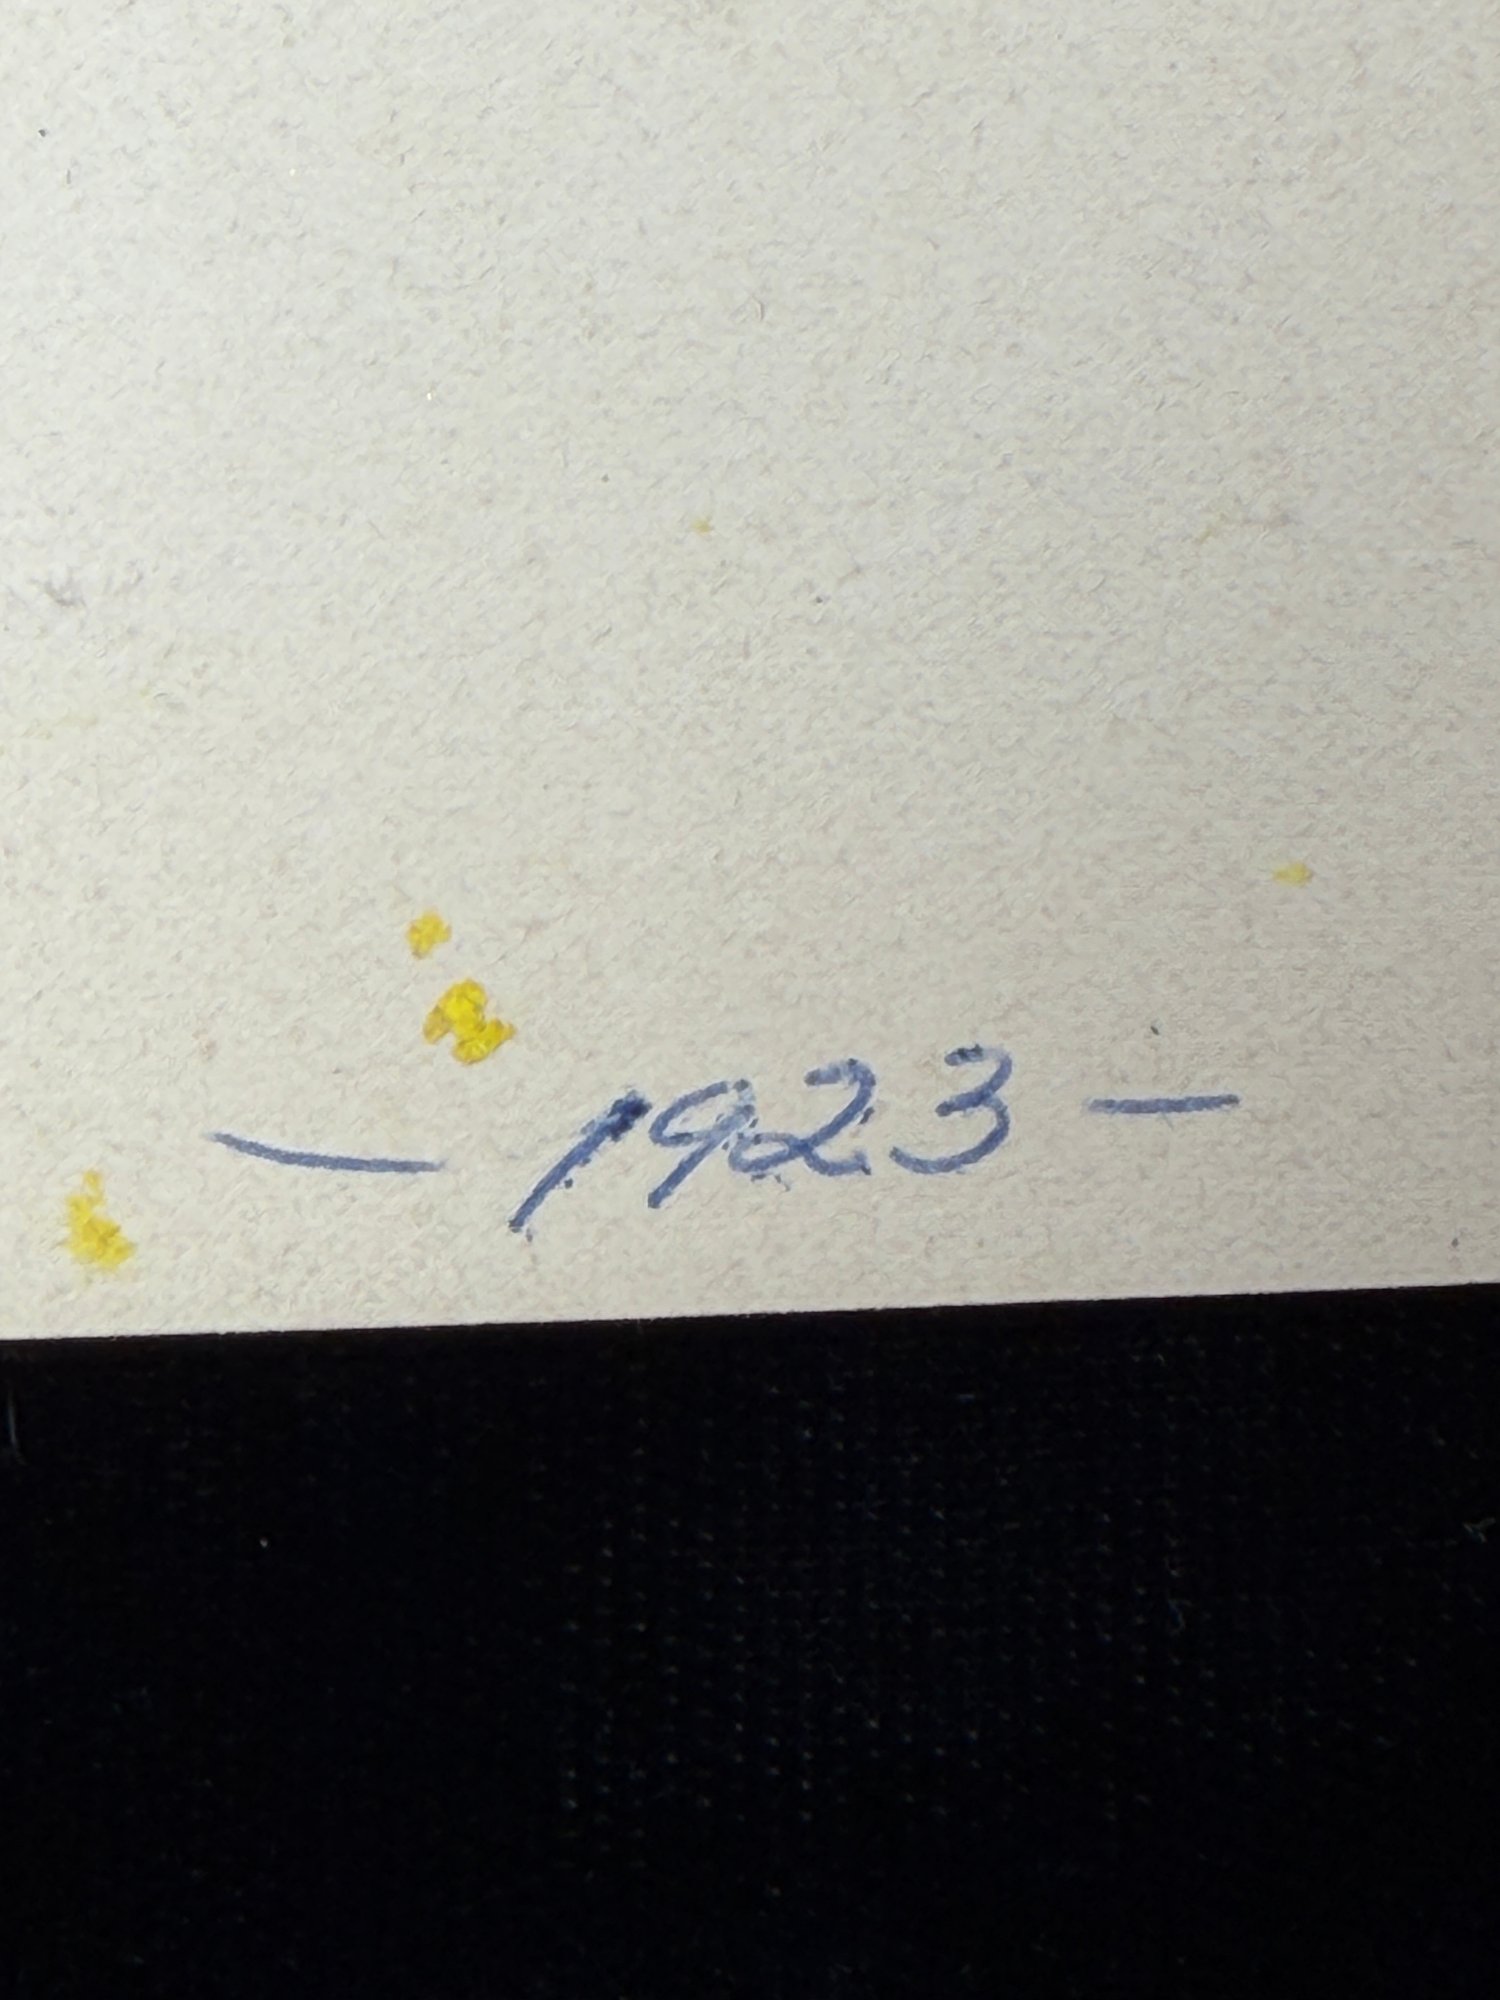 — 1923 —